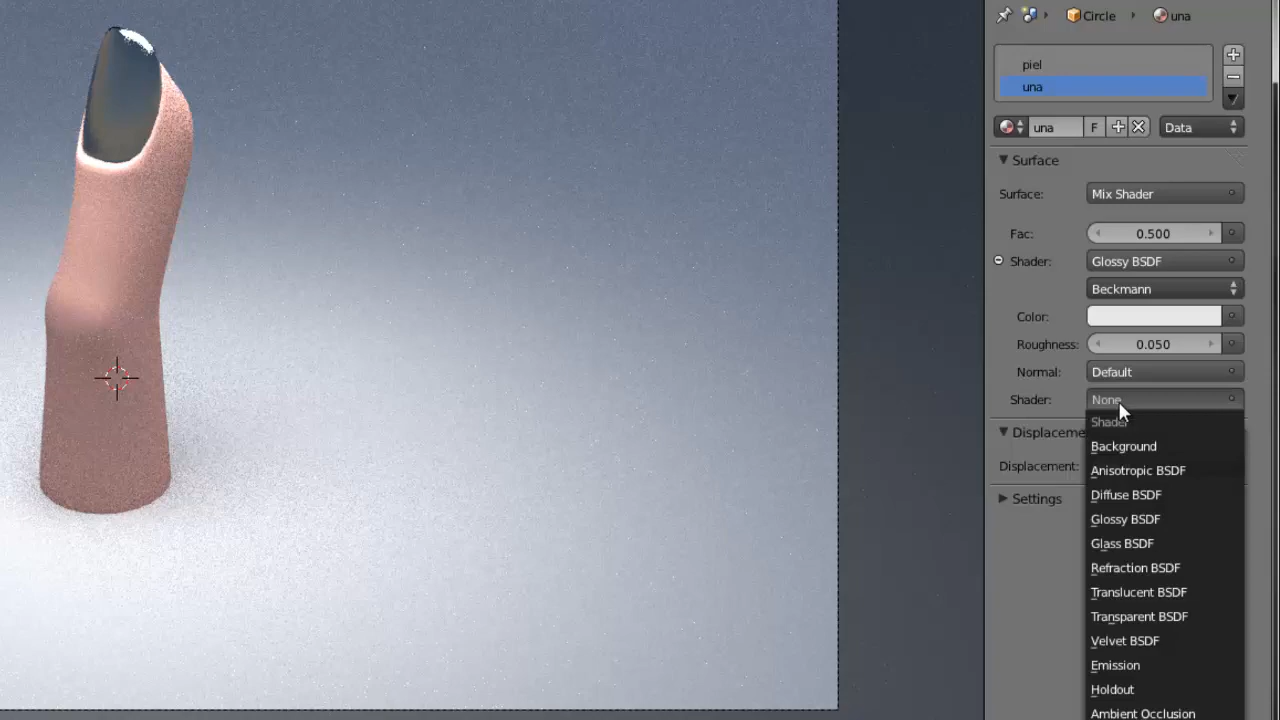 Circle una
piel
una
una F Data
Surface
Surface: Mix Shader
Fac: 0.500
Shader: Glossy BSDF
Beckmann
Color:
Roughness: 0.050
Normal: Default
Shader: None
Shader
Displaceme
Background
Displacement:
Anisotropic BSDF
Settings
Diffuse BSDF
Glossy BSDF
Glass BSDF
Refraction BSDF
Translucent BSDF
Transparent BSDF
Velvet BSDF
Emission
Holdout
Ambient Occlusion